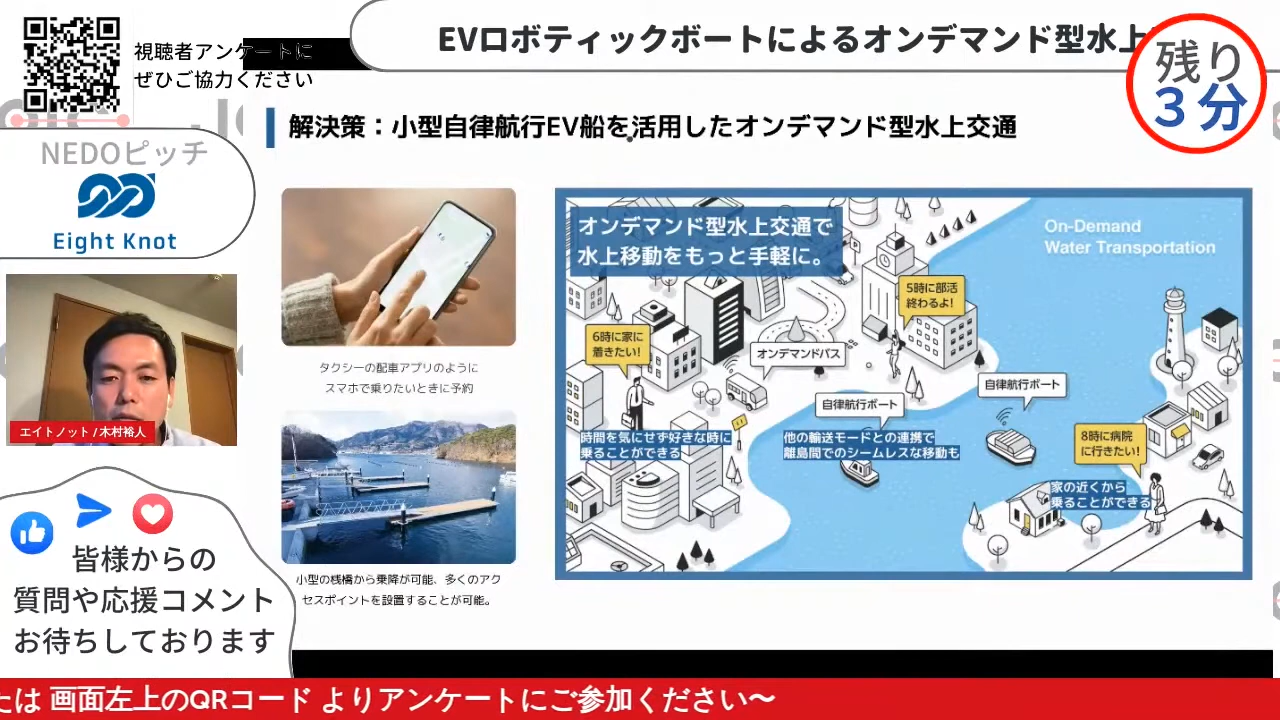 視聴者アンケートに
ぜひご協力ください
EVロボティックボートによるオンデマンド型水上
残り
3分
NEDOピッチ
Eight Knot
エイトノット / 木村裕人
皆様からの
質問や応援コメント
お待ちしております
解決策：小型自律航行EV船を活用したオンデマンド型水上交通
タクシーの配車アプリのように
スマホで乗りたいときに予約
小型の桟橋から乗降が可能、多くのアク
セスポイントを設置することが可能。
オンデマンド型水上交通で
水上移動をもっと手軽に。
On-Demand
Water Transportation
5時に部活
終わるよ!
6時に家に
着きたい!
オンデマンドバス
自律航行ボート
自律航行ボート
8時に病院
に行きたい!
時間を気にせず好きな時に
乗ることができる
他の輸送モードとの連携で
離島間でのシームレスな移動も
家の近くから
乗ることができる
たは 画面左上のQRコード よりアンケートにご参加ください〜